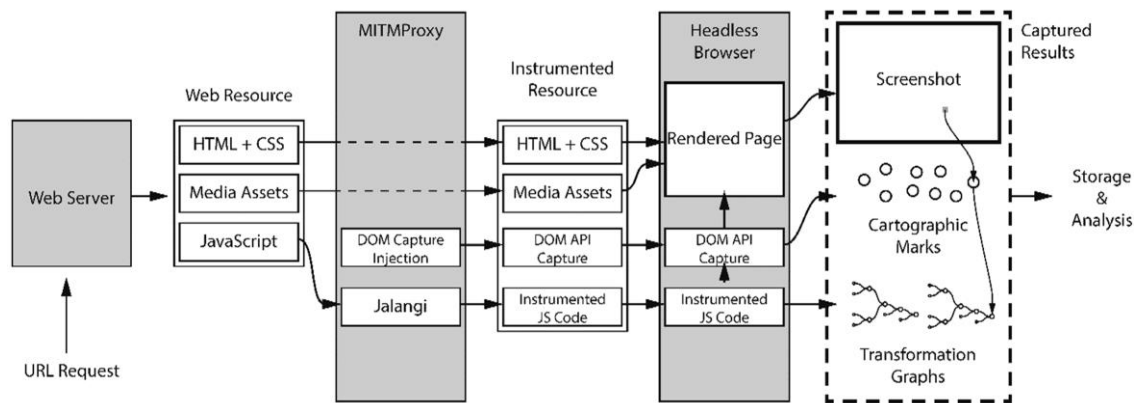 MITMProxy
Headless
Browser
Captured
Results
Web Resource
Instrumented
Resource
Screenshot
Web Server
HTML + CSS
Media Assets
JavaScript
DOM Capture
Injection
Jalangi
HTML + CSS
Media Assets
DOM API
Capture
Instrumented
JS Code
Rendered Page
DOM API
Capture
Instrumented
JS Code
Cartographic
Marks
Transformation
Graphs
Storage
&
Analysis
URL Request